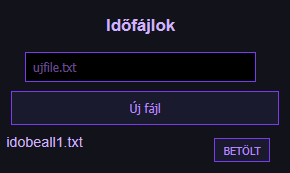 Időfájlok
ujfile.txt
Új fájl
idobeall1.txt
BETÖLT